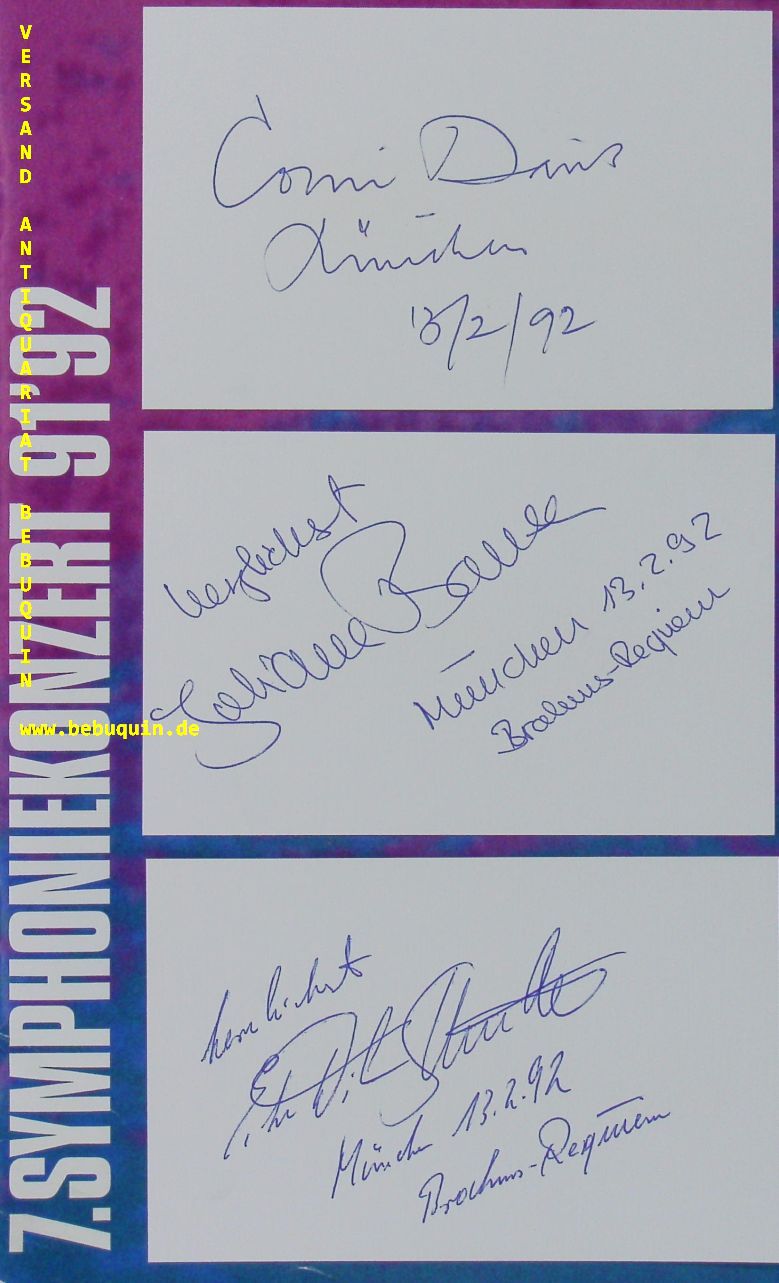 VERSAND ANTIQUARIAT BEBUQUIN
www.bebuquin.de
7.SYMPHONIEKONZERT 91'92
Colin Davis
München
13/2/92
herzlichst
München 13.2.92
Brahms-Requiem
herzlichst
München 13.2.92
Brahms-Requiem